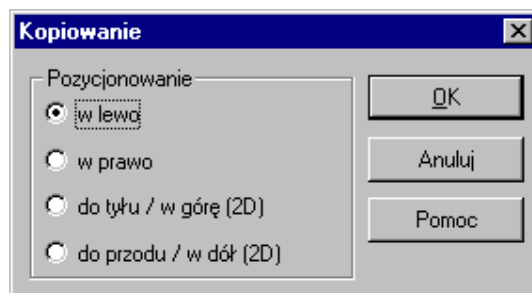 Kopiowanie
Pozycjonowanie
w lewo
w prawo
do tyłu / w górę (2D)
do przodu / w dół (2D)
OK
Anuluj
Pomoc